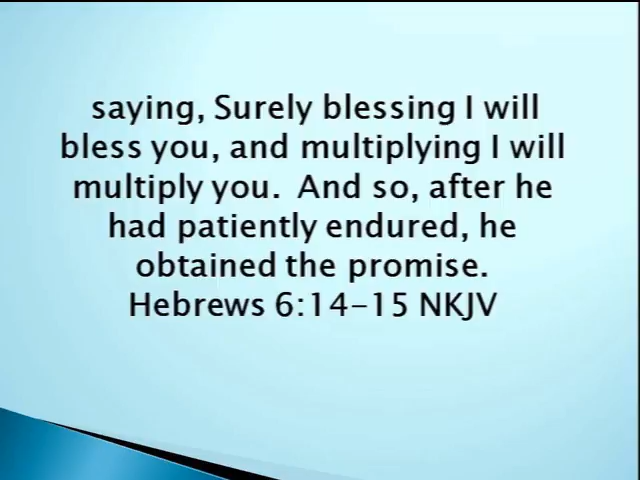 saying, Surely blessing I will
bless you, and multiplying I will
multiply you.  And so, after he
had patiently endured, he
obtained the promise.
Hebrews 6:14-15 NKJV